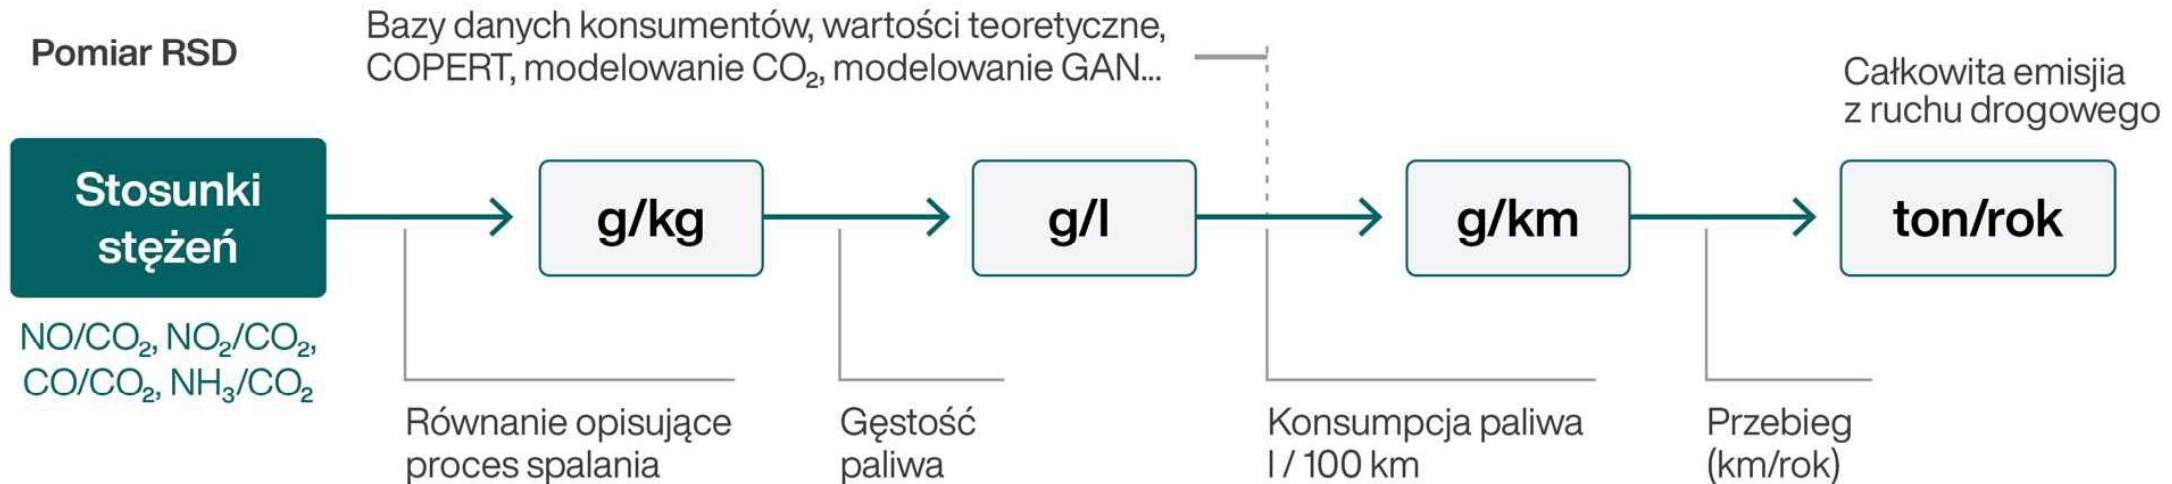 Pomiar RSD
Bazy danych konsumentów, wartości teoretyczne,
COPERT, modelowanie CO₂, modelowanie GAN...
Całkowita emisjia
z ruchu drogowego
Stosunki
stężeń
g/kg
g/l
g/km
ton/rok
NO/CO₂, NO₂/CO₂,
CO/CO₂, NH₃/CO₂
Równanie opisujące
proces spalania
Gęstość
paliwa
Konsumpcja paliwa
l / 100 km
Przebieg
(km/rok)